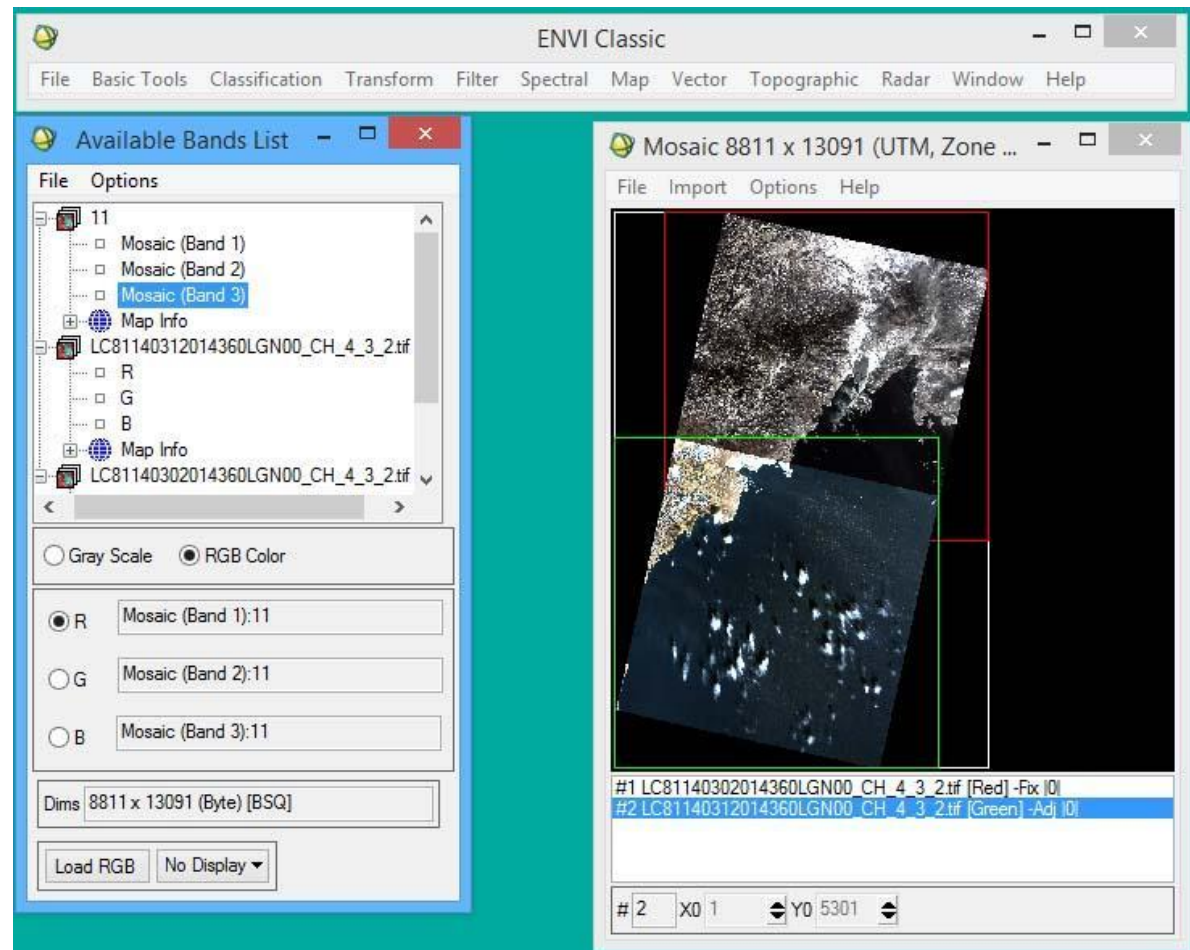 ENVI Classic
File Basic Tools Classification Transform Filter Spectral Map Vector Topographic Radar Window Help
Available Bands List
File Options
11
Mosaic (Band 1)
Mosaic (Band 2)
Mosaic (Band 3)
Map Info
LC81140312014360LGN00_CH_4_3_2.tif
R
G
B
Map Info
LC81140302014360LGN00_CH_4_3_2.tif
Gray Scale RGB Color
R Mosaic (Band 1):11
G Mosaic (Band 2):11
B Mosaic (Band 3):11
Dims 8811 x 13091 (Byte) [BSQ]
Load RGB No Display
Mosaic 8811 x 13091 (UTM, Zone ...
File Import Options Help
#1 LC81140302014360LGN00_CH_4_3_2.tif [Red] -Fix |0|
#2 LC81140312014360LGN00_CH_4_3_2.tif [Green] -Adj |0|
# 2 X0 1 Y0 5301